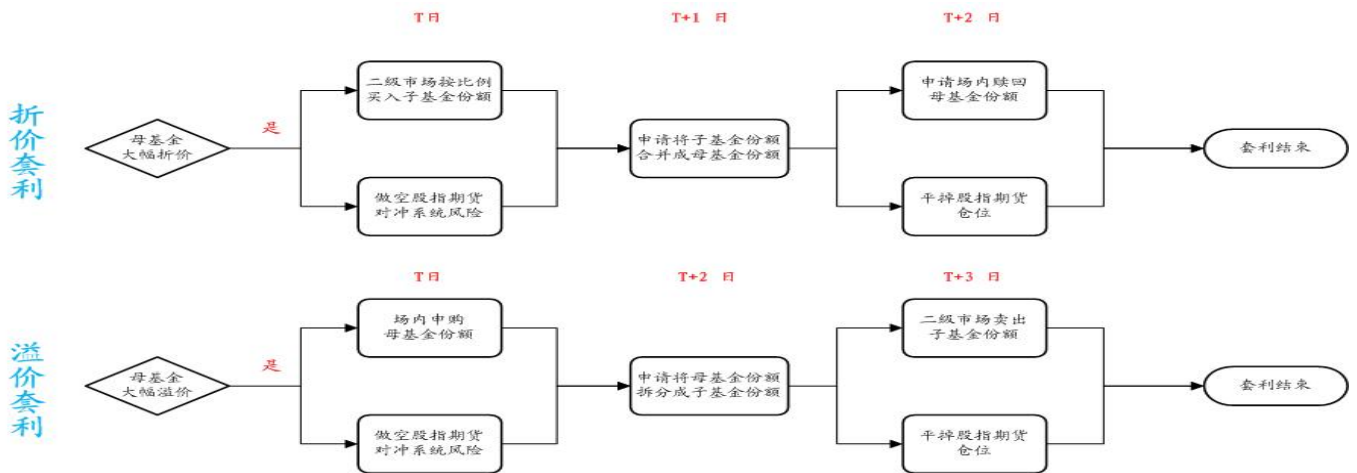 T日
T+1 日
T+2 日
折价套利
母基金
大幅折价
是
二级市场按比例
买入子基金份额
做空股指期货
对冲系统风险
申请将子基金份额
合并成母基金份额
申请场内赎回
母基金份额
平掉股指期货
仓位
套利结束
T日
T+2 日
T+3 日
溢价套利
母基金
大幅溢价
是
场内申购
母基金份额
做空股指期货
对冲系统风险
申请将母基金份额
拆分成子基金份额
二级市场卖出
子基金份额
平掉股指期货
仓位
套利结束